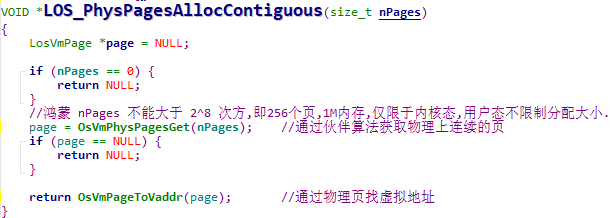 VOID *LOS_PhysPagesAllocContiguous(size_t nPages)
{
    LosVmPage *page = NULL;

    if (nPages == 0) {
        return NULL;
    }
    //鸿蒙 nPages 不能大于 2^8 次方,即256个页,1M内存,仅限于内核态,用户态不限制分配大小.
    page = OsVmPhysPagesGet(nPages);    //通过伙伴算法获取物理上连续的页
    if (page == NULL) {
        return NULL;
    }

    return OsVmPageToVaddr(page);    //通过物理页找虚拟地址
}